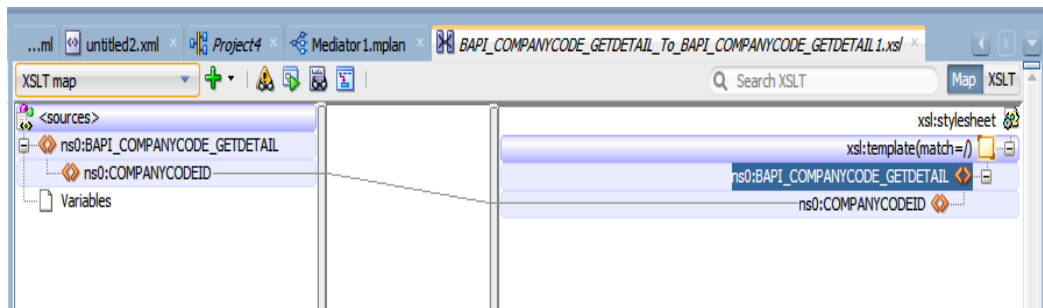 ...ml untitled2.xml × Project4 × Mediator1.mplan × BAPI_COMPANYCODE_GETDETAIL_To_BAPI_COMPANYCODE_GETDETAIL1.xsl ×
XSLT map Search XSLT Map XSLT
<sources> xsl:stylesheet
ns0:BAPI_COMPANYCODE_GETDETAIL xsl:template(match=/)
ns0:COMPANYCODEID ns0:BAPI_COMPANYCODE_GETDETAIL
Variables ns0:COMPANYCODEID